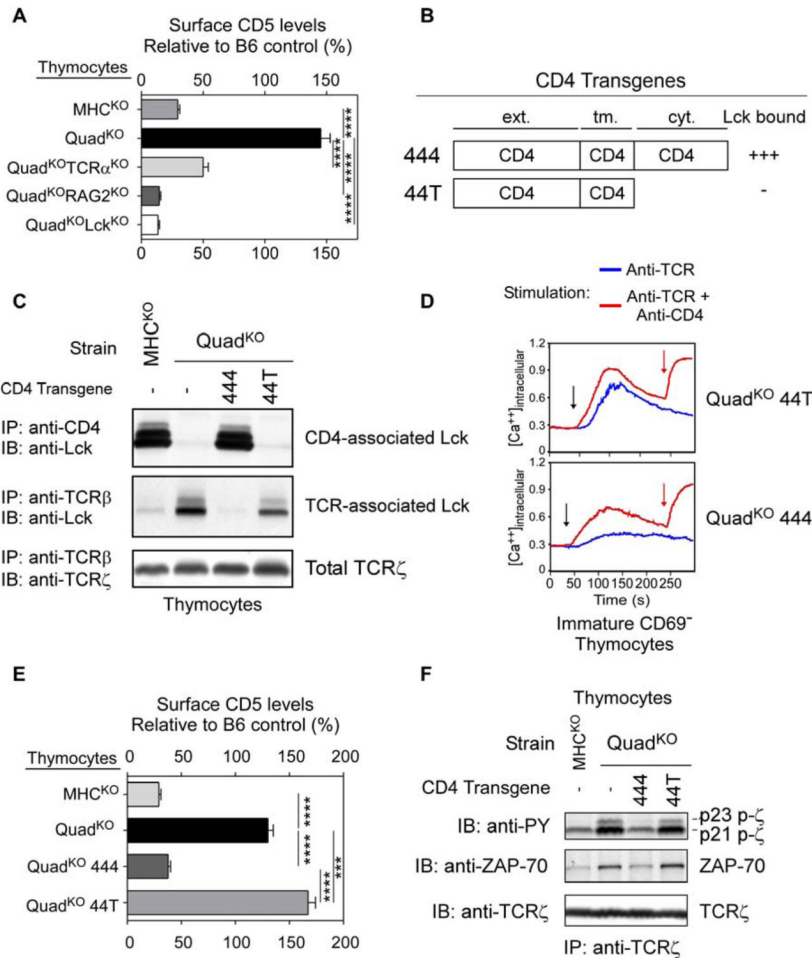 A
Surface CD5 levels
Relative to B6 control (%)
Thymocytes
0 50 100 150
MHCᴷᴼ
Quadᴷᴼ
QuadᴷᴼTCRαᴷᴼ
QuadᴷᴼRAG2ᴷᴼ
QuadᴷᴼLckᴷᴼ
**** **** **** ****
0 50 100 150
B
CD4 Transgenes
ext. tm. cyt. Lck bound
444 CD4 CD4 CD4 +++
44T CD4 CD4 -
C
Strain MHCᴷᴼ Quadᴷᴼ
CD4 Transgene - - 444 44T
IP: anti-CD4
IB: anti-Lck
CD4-associated Lck
IP: anti-TCRβ
IB: anti-Lck
TCR-associated Lck
IP: anti-TCRβ
IB: anti-TCRζ
Total TCRζ
Thymocytes
D
Stimulation:
Anti-TCR
Anti-TCR +
Anti-CD4
[Ca⁺⁺]intracellular
1.2
0.9
0.6
0.3
0
Quadᴷᴼ 44T
[Ca⁺⁺]intracellular
1.2
0.9
0.6
0.3
0
Quadᴷᴼ 444
0 50 100 150 200 250
Time (s)
Immature CD69⁻
Thymocytes
E
Surface CD5 levels
Relative to B6 control (%)
Thymocytes
0 50 100 150 200
MHCᴷᴼ
Quadᴷᴼ
Quadᴷᴼ 444
Quadᴷᴼ 44T
**** **** **** ***
0 50 100 150 200
F
Thymocytes
Strain MHCᴷᴼ Quadᴷᴼ
CD4 Transgene - - 444 44T
IB: anti-PY
p23 p-ζ
p21 p-ζ
IB: anti-ZAP-70 ZAP-70
IB: anti-TCRζ TCRζ
IP: anti-TCRζ